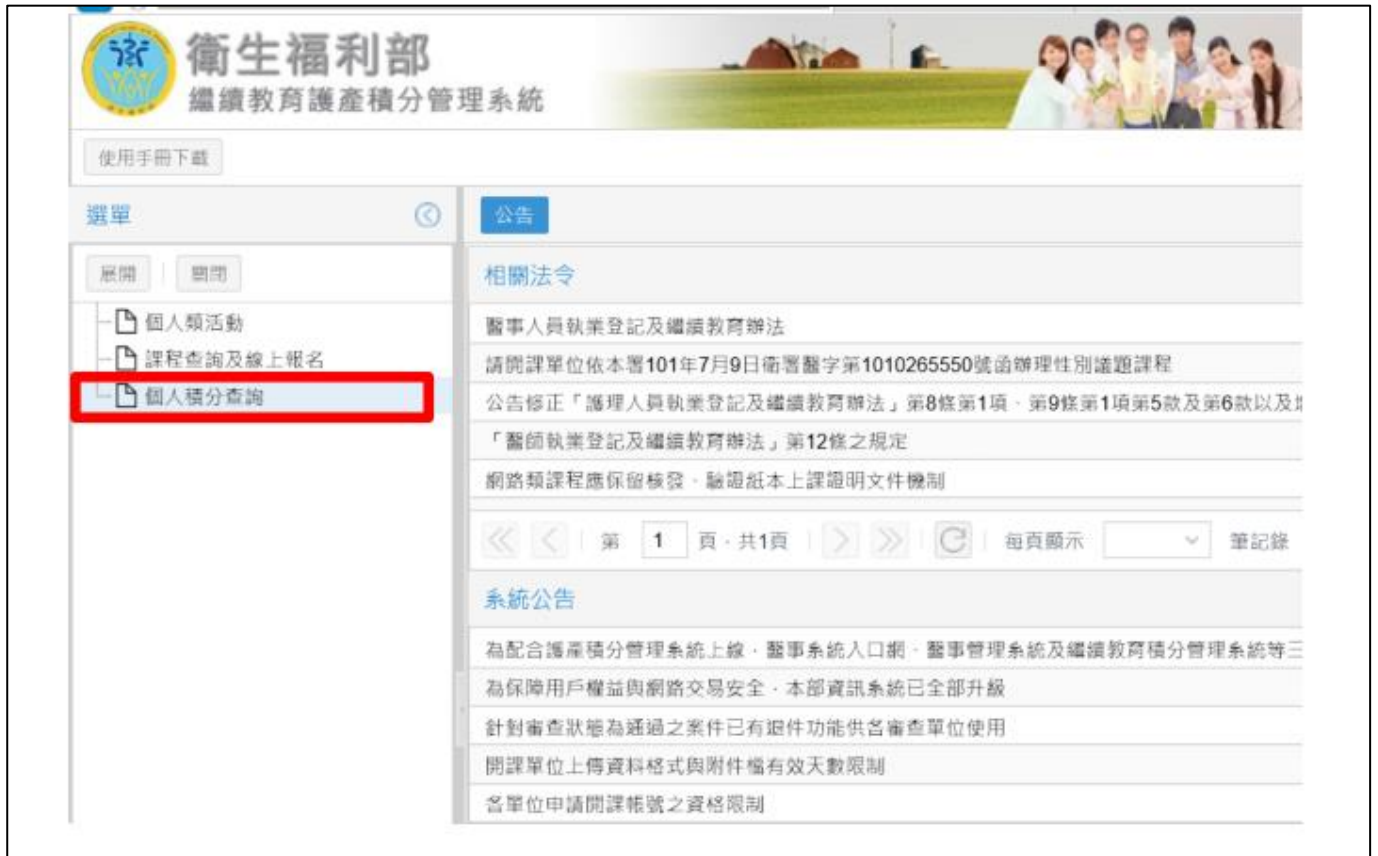 衛生福利部
繼續教育護產積分管理系統
使用手冊下載
選單
公告
展開
關閉
相關法令
個人類活動
醫事人員執業登記及繼續教育辦法
課程查詢及線上報名
請開課單位依本署101年7月9日衛署醫字第1010265550號函辦理性別議題課程
個人積分查詢
公告修正「護理人員執業登記及繼續教育辦法」第8條第1項、第9條第1項第5款及第6款以及
「醫師執業登記及繼續教育辦法」第12條之規定
網路類課程應保留核發、驗證紙本上課證明文件機制
第 1 頁,共1頁 每頁顯示 筆記錄
系統公告
為配合護產積分管理系統上線,醫事系統入口網、醫事管理系統及繼續教育積分管理系統等三
為保障用戶權益與網路交易安全,本部資訊系統已全部升級
針對審查狀態為通過之案件已有退件功能供各審查單位使用
開課單位上傳資料格式與附件檔有效天數限制
各單位申請開課帳號之資格限制